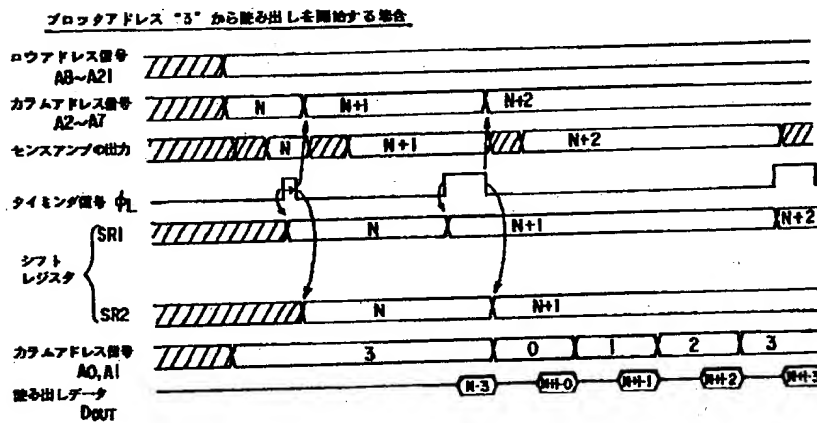 ブロックアドレス "3" から読み出しを開始する場合
ロウアドレス信号
A8~A21
カラムアドレス信号 N N+1 N+2
A2~A7
センスアンプの出力 N N+1 N+2
タイミング信号 φL
SR1 N N+1 N+2
シフト
レジスタ
SR2 N N+1
カラムアドレス信号 3 0 1 2 3
A0,A1
読み出しデータ N-3 N+1-0 N+1-1 N+1-2 N+1-3
DOUT